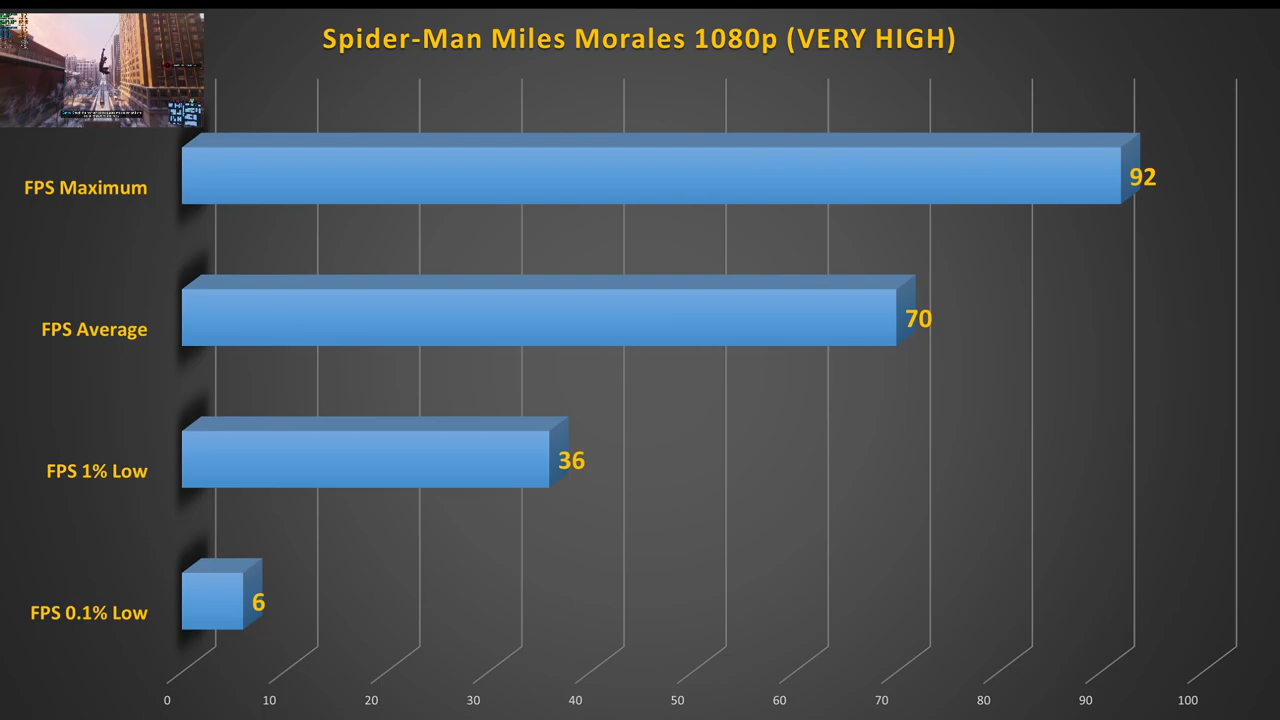 Spider-Man Miles Morales 1080p (VERY HIGH)
FPS Maximum
92
FPS Average
70
FPS 1% Low
36
FPS 0.1% Low
6
0 10 20 30 40 50 60 70 80 90 100